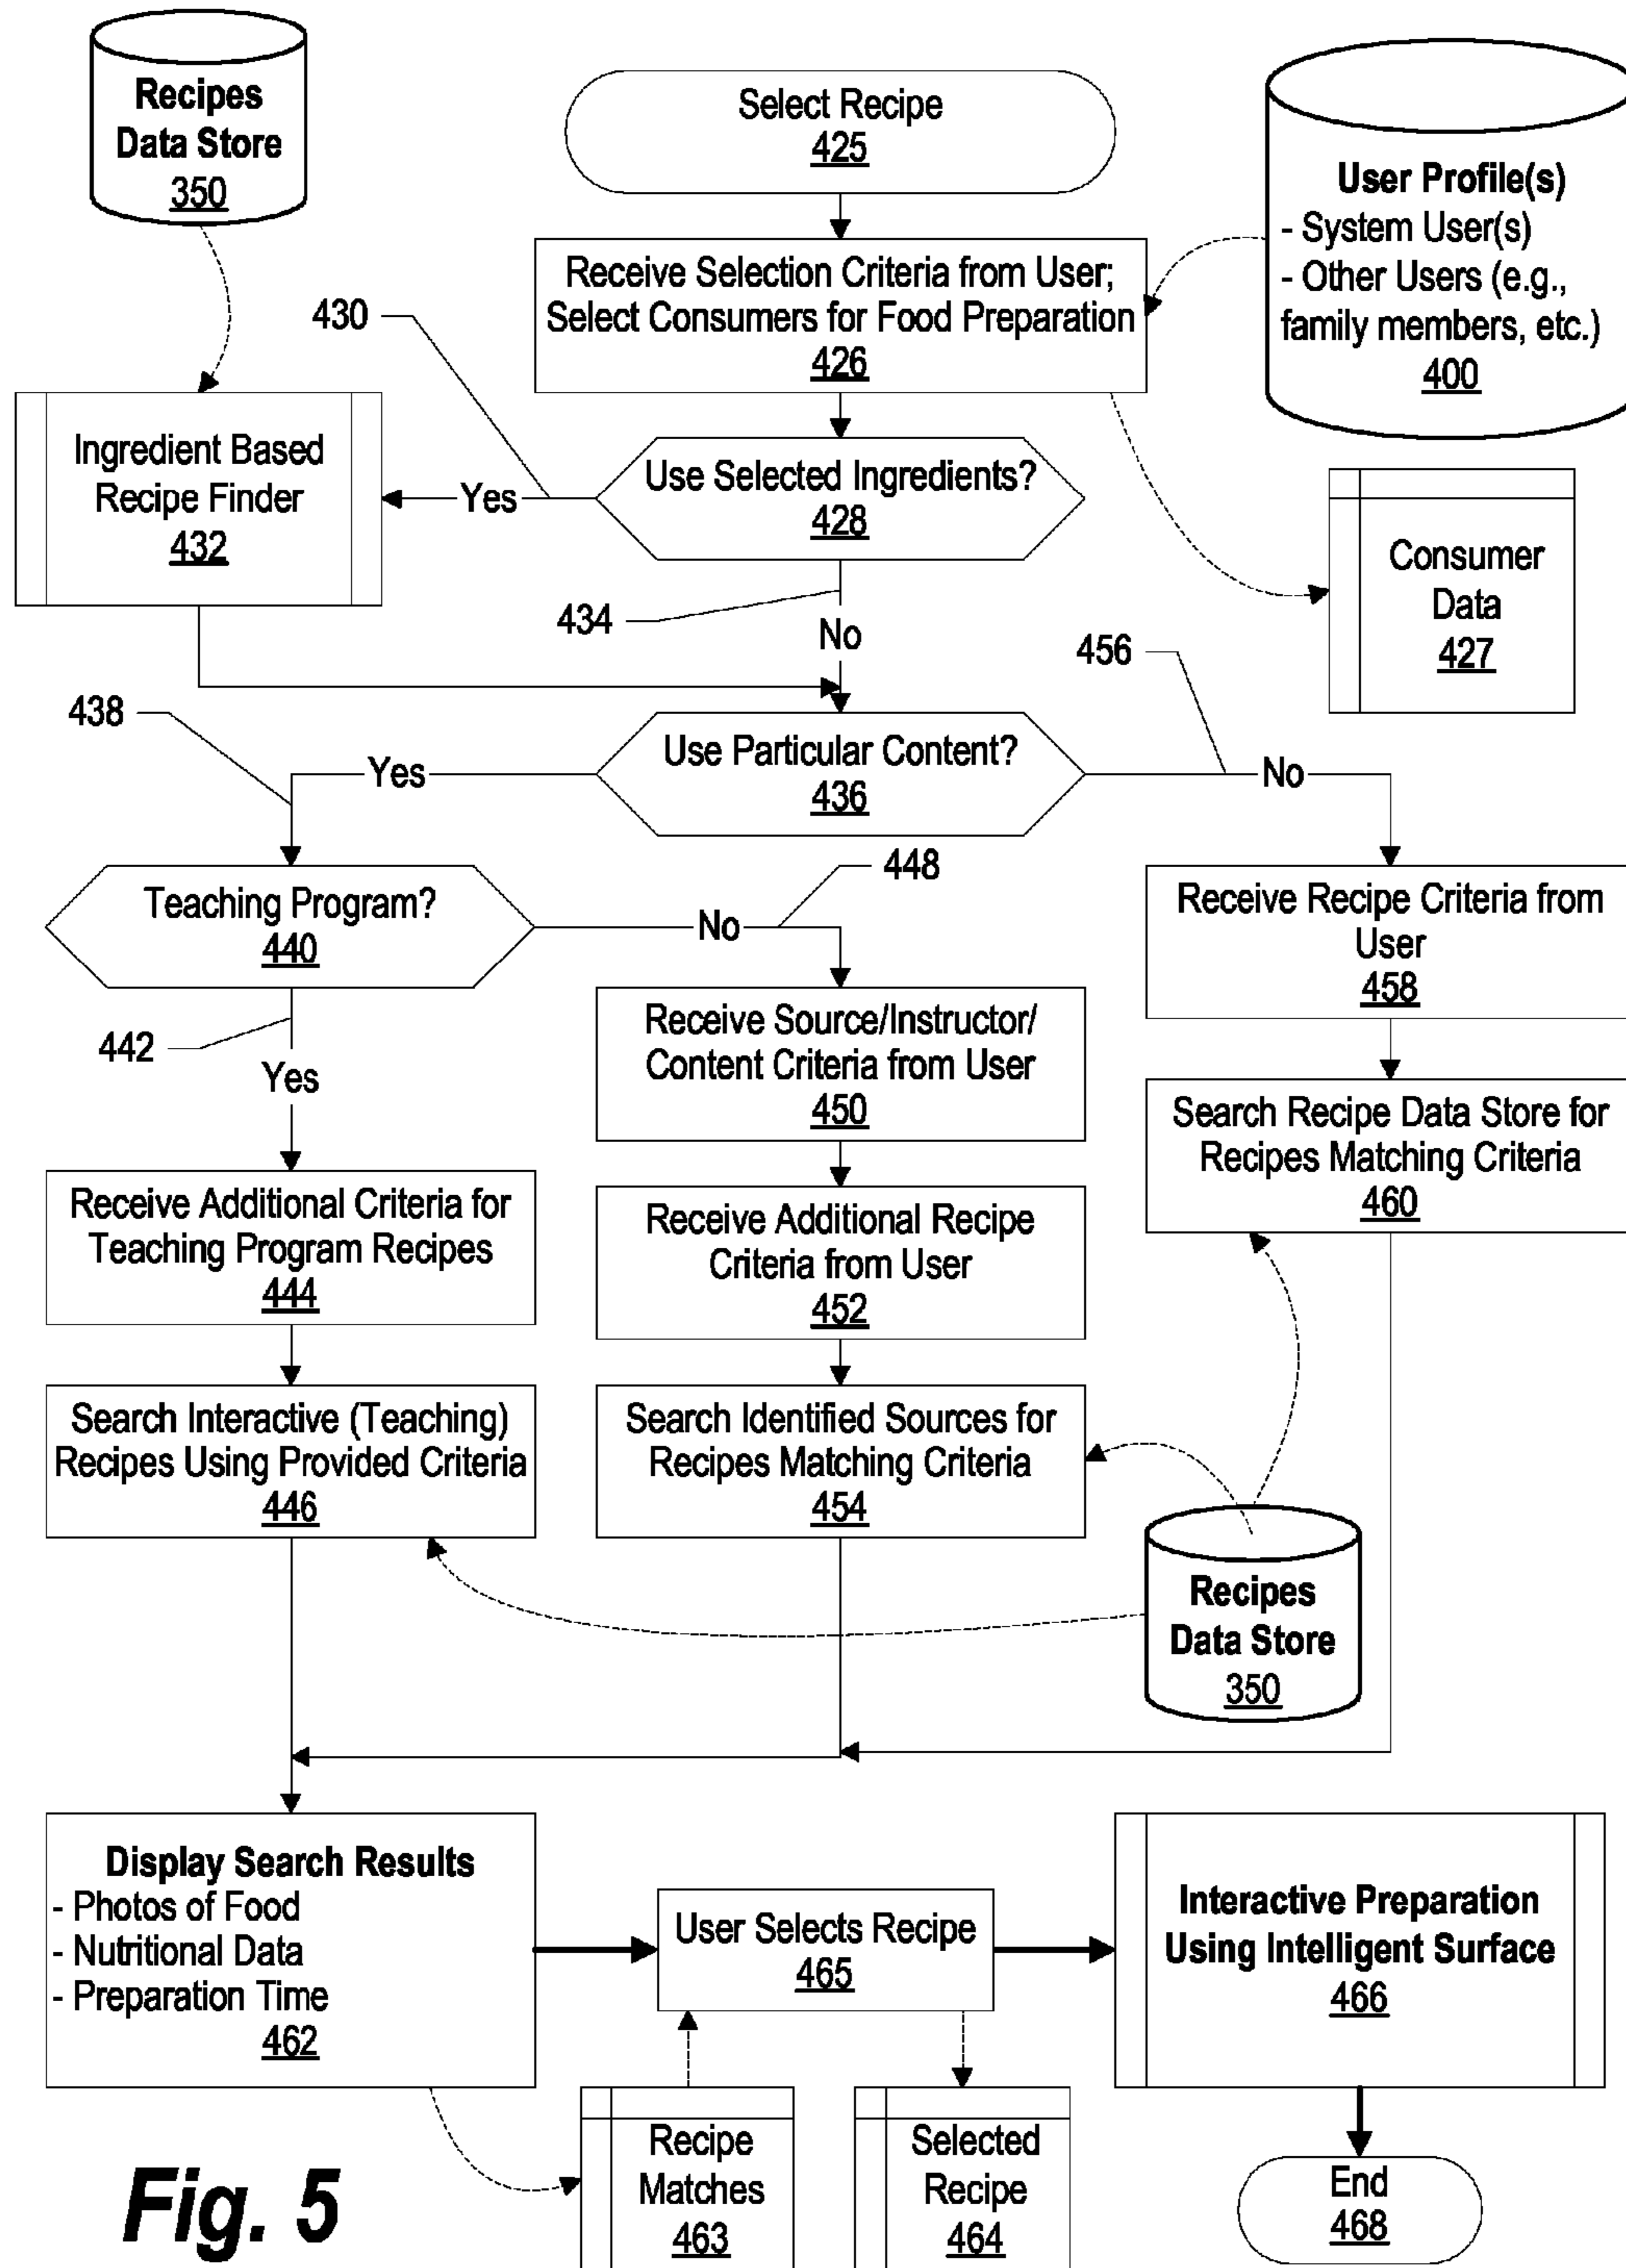 Recipes
Data Store
350
Select Recipe
425
User Profile(s)
- System User(s)
- Other Users (e.g.,
family members, etc.)
400
Receive Selection Criteria from User;
Select Consumers for Food Preparation
426
430
Ingredient Based
Recipe Finder
432
Yes
Use Selected Ingredients?
428
Consumer
Data
427
434
No
456
438
Use Particular Content?
436
Yes
No
448
Teaching Program?
440
No
Receive Recipe Criteria from
User
458
442
Yes
Receive Source/Instructor/
Content Criteria from User
450
Search Recipe Data Store for
Recipes Matching Criteria
460
Receive Additional Criteria for
Teaching Program Recipes
444
Receive Additional Recipe
Criteria from User
452
Search Interactive (Teaching)
Recipes Using Provided Criteria
446
Search Identified Sources for
Recipes Matching Criteria
454
Recipes
Data Store
350
Display Search Results
- Photos of Food
- Nutritional Data
- Preparation Time
462
User Selects Recipe
465
Interactive Preparation
Using Intelligent Surface
466
Recipe
Matches
463
Selected
Recipe
464
End
468
Fig. 5